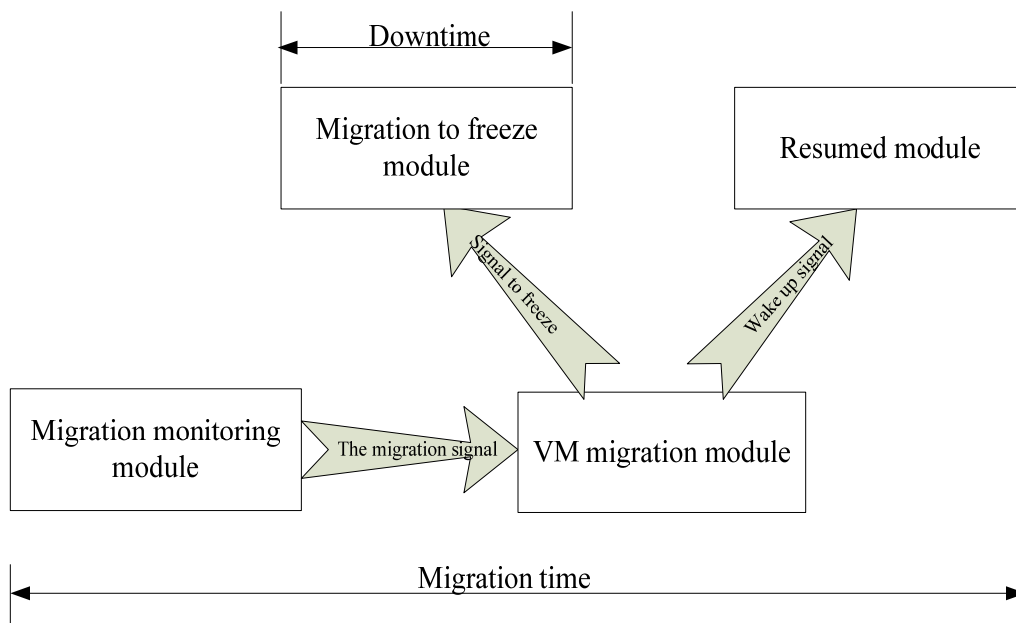 Downtime
Migration to freeze
module
Resumed module
Signal to freeze
Wake up signal
Migration monitoring
module
The migration signal
VM migration module
Migration time